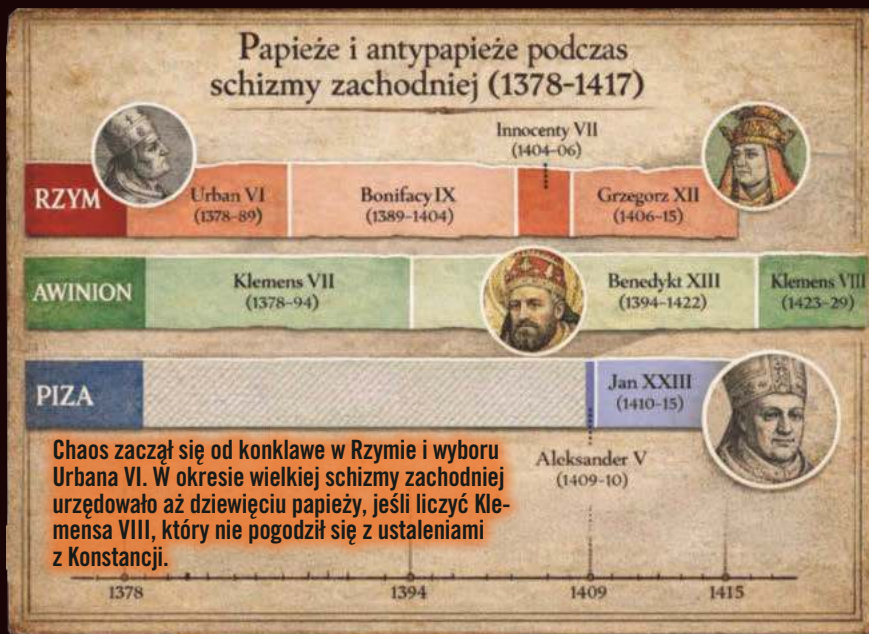 Papieże i antypapieże podczas
schizmy zachodniej (1378-1417)
Innocenty VII
(1404-06)
RZYM
Urban VI
(1378-89)
Bonifacy IX
(1389-1404)
Grzegorz XII
(1406-15)
AWINION
Klemens VII
(1378-94)
Benedykt XIII
(1394-1422)
Klemens VIII
(1423-29)
PIZA
Jan XXIII
(1410-15)
Aleksander V
(1409-10)
Chaos zaczął się od konklawe w Rzymie i wyboru
Urbana VI. W okresie wielkiej schizmy zachodniej
urzędowało aż dziewięciu papieży, jeśli liczyć Kle-
mensa VIII, który nie pogodził się z ustaleniami
z Konstancji.
1378
1394
1409
1415